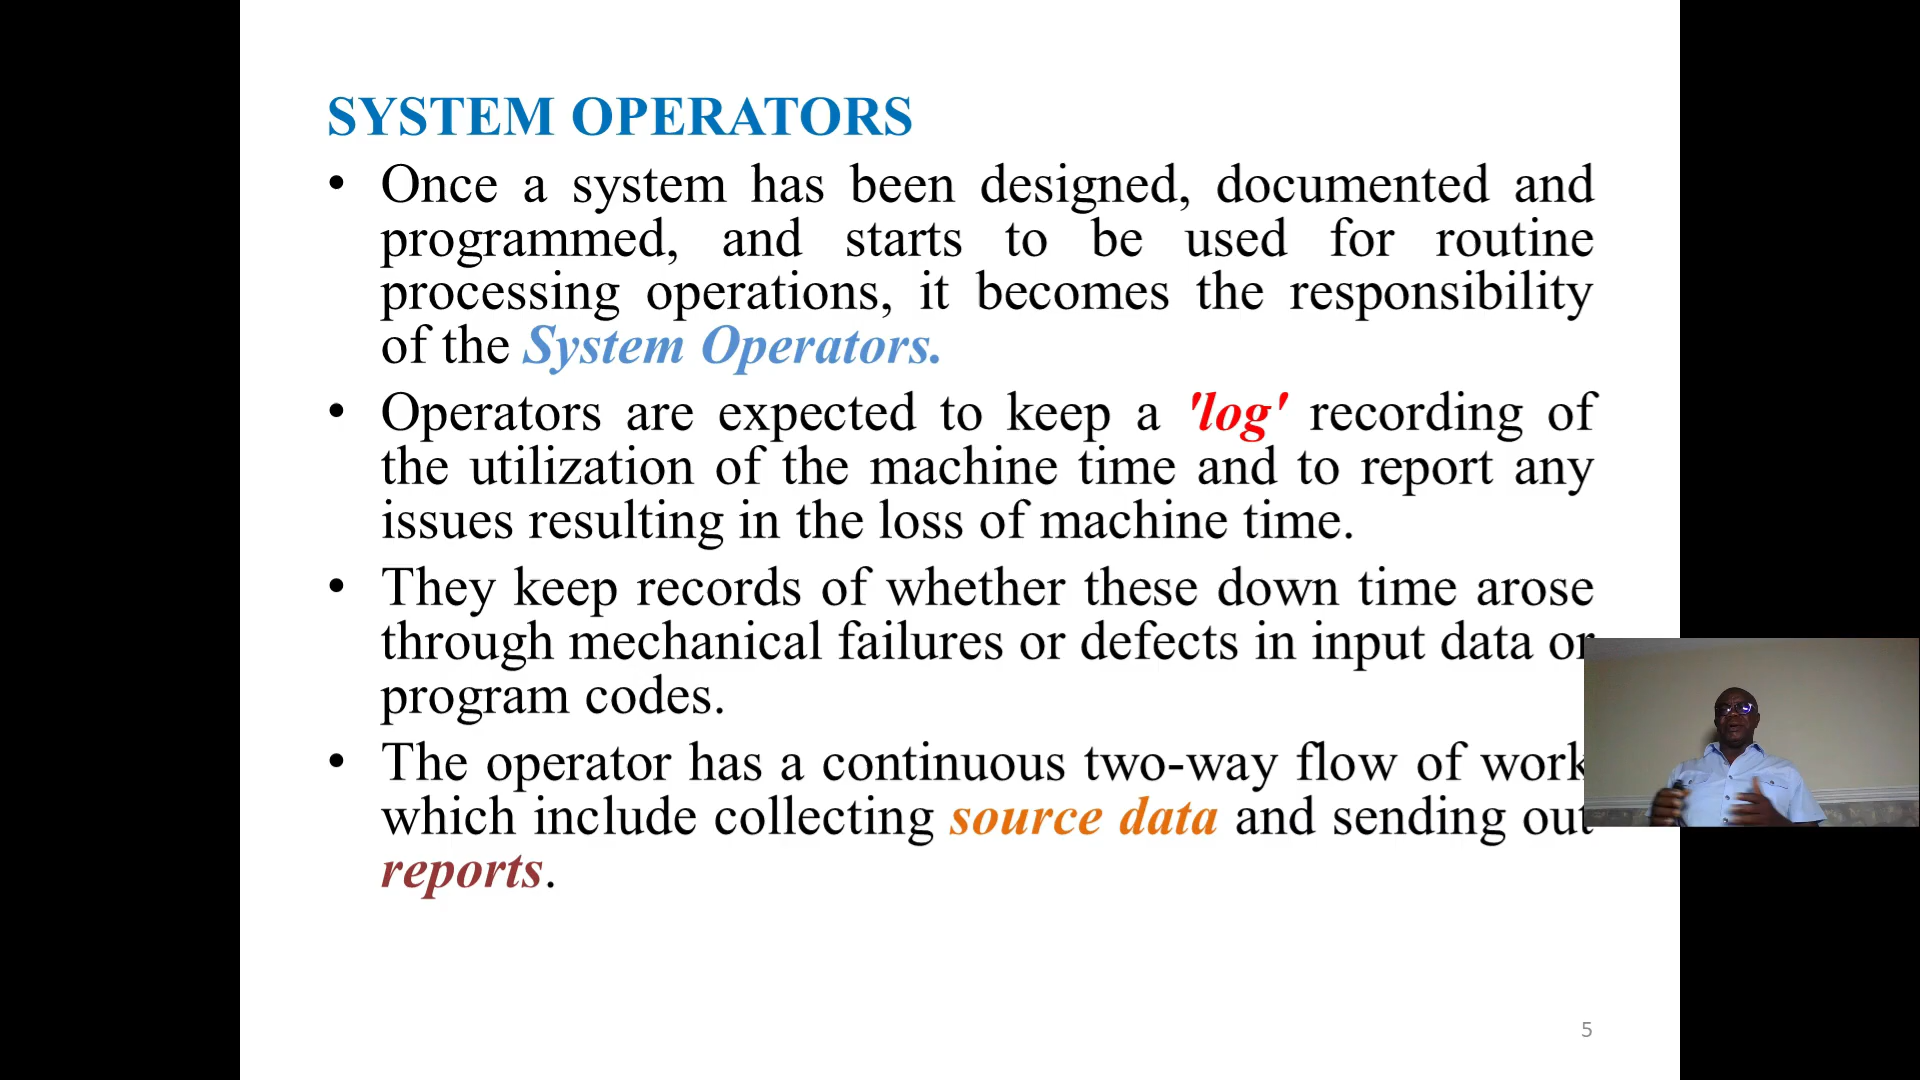 SYSTEM OPERATORS
• Once a system has been designed, documented and
programmed, and starts to be used for routine
processing operations, it becomes the responsibility
of the System Operators.
• Operators are expected to keep a 'log' recording of
the utilization of the machine time and to report any
issues resulting in the loss of machine time.
• They keep records of whether these down time arose
through mechanical failures or defects in input data or
program codes.
• The operator has a continuous two-way flow of work
which include collecting source data and sending out
reports.
5